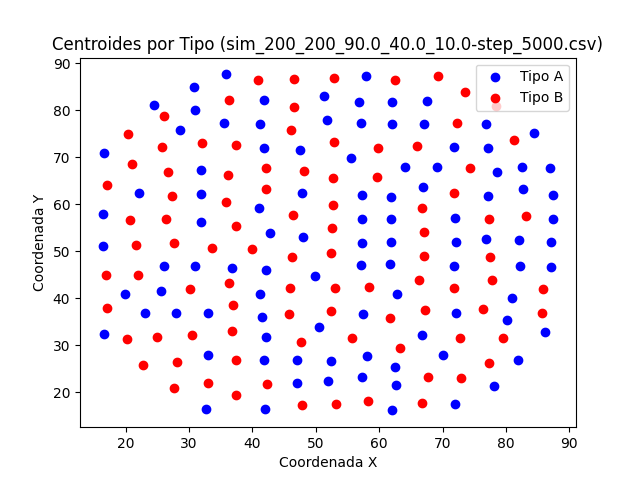 Centroides por Tipo (sim_200_200_90.0_40.0_10.0-step_5000.csv)
Tipo A
Tipo B
90
80
70
60
50
40
30
20
Coordenada Y
20 30 40 50 60 70 80 90
Coordenada X